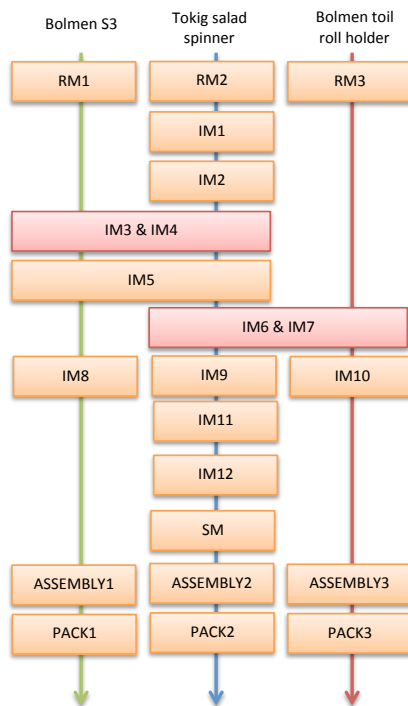 Bolmen S3
Tokig salad
spinner
Bolmen toil
roll holder
RM1
RM2
RM3
IM1
IM2
IM3 & IM4
IM5
IM6 & IM7
IM8
IM9
IM10
IM11
IM12
SM
ASSEMBLY1
ASSEMBLY2
ASSEMBLY3
PACK1
PACK2
PACK3